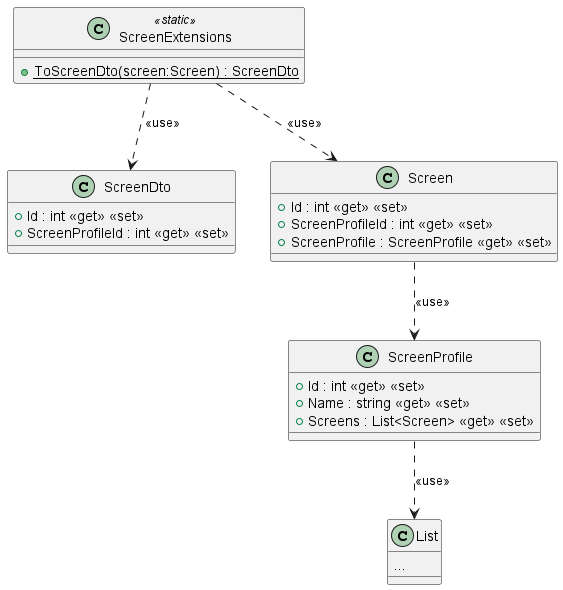 C
«static»
ScreenExtensions
ToScreenDto(screen:Screen) : ScreenDto
«use»
«use»
C ScreenDto
Id : int «get» «set»
ScreenProfileId : int «get» «set»
C Screen
Id : int «get» «set»
ScreenProfileId : int «get» «set»
ScreenProfile : ScreenProfile «get» «set»
«use»
C ScreenProfile
Id : int «get» «set»
Name : string «get» «set»
Screens : List<Screen> «get» «set»
«use»
C List
...